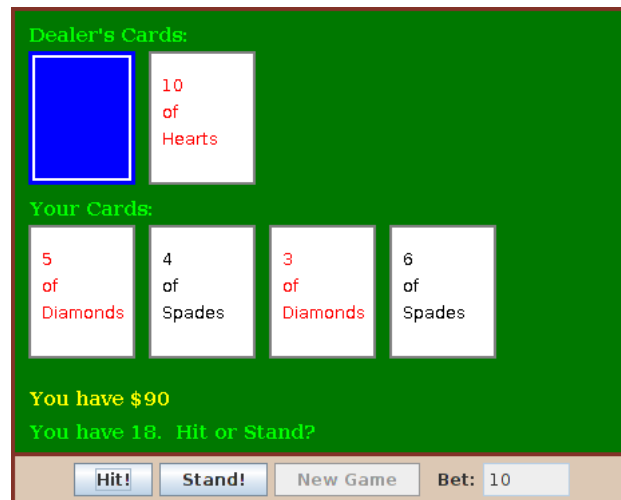 Dealer's Cards:
10
of
Hearts
Your Cards:
5
of
Diamonds
4
of
Spades
3
of
Diamonds
6
of
Spades
You have $90
You have 18. Hit or Stand?
Hit! Stand! New Game Bet: 10